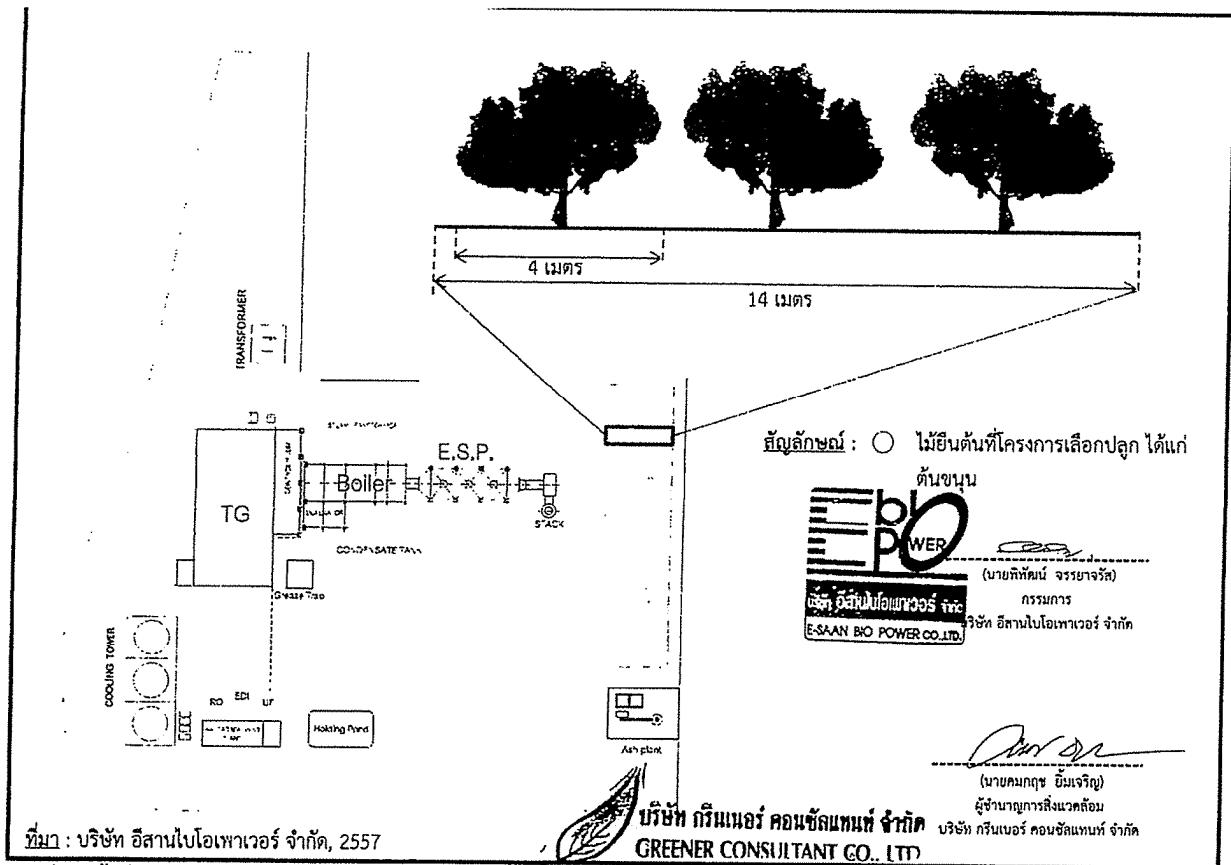 4 เมตร
14 เมตร
TRANSFORMER
E.S.P.
Boiler
TG
STACK
CONDENSATE TANK
Grease Trap
COOLING TOWER
RO EDI UF
Holding Pond
Ash plant
สัญลักษณ์ : ไม้ยืนต้นที่โครงการเลือกปลูก ได้แก่
ต้นขนุน
POWER
บริษัท อีสานไบโอเพาเวอร์ จำกัด
E-SAAN BIO POWER CO.,LTD.
(นายพิทัฒน์ จรรยาจรัส)
กรรมการ
บริษัท อีสานไบโอเพาเวอร์ จำกัด
(นายคมกฤช ยิ้มเจริญ)
ผู้ชำนาญการสิ่งแวดล้อม
บริษัท กรีนเนอร์ คอนซัลแทนท์ จำกัด
บริษัท กรีนเนอร์ คอนซัลแทนท์ จำกัด
GREENER CONSULTANT CO., LTD
ที่มา : บริษัท อีสานไบโอเพาเวอร์ จำกัด, 2557